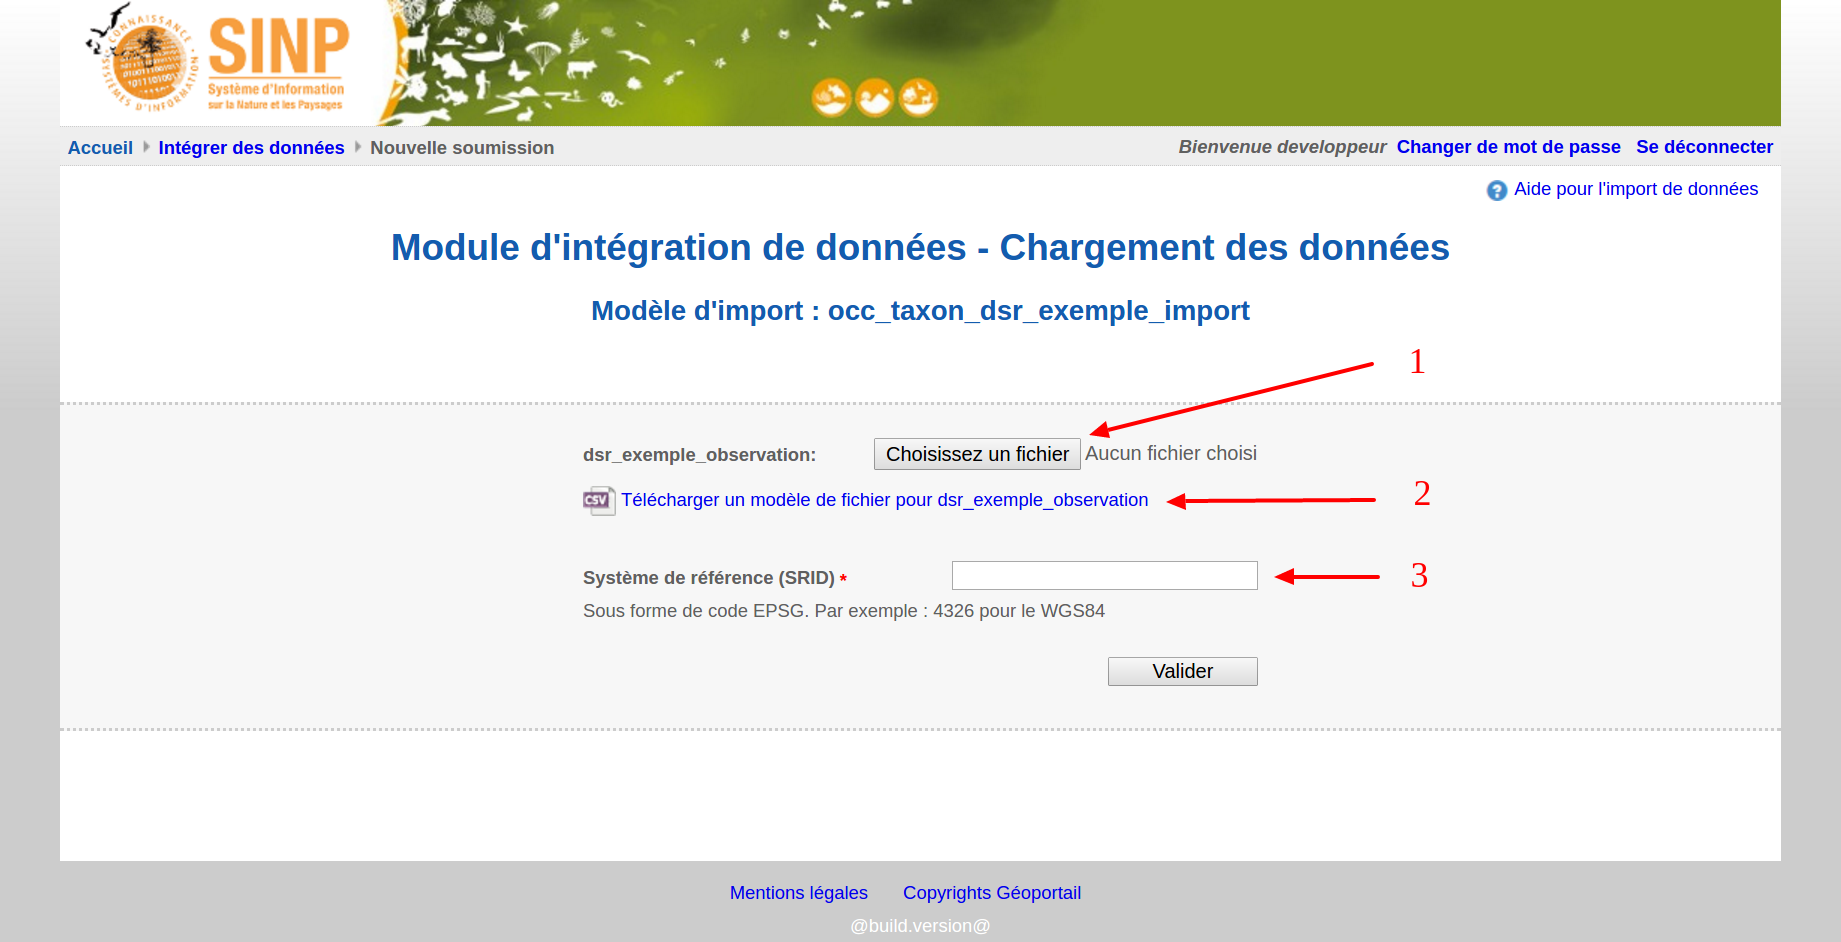 CONNAISSANCE
SYSTÈMES D'INFORMATION
SINP
Système d'Information
sur la Nature et les Paysages
Accueil Intégrer des données Nouvelle soumission Bienvenue developpeur Changer de mot de passe Se déconnecter
Aide pour l'import de données
Module d'intégration de données - Chargement des données
Modèle d'import : occ_taxon_dsr_exemple_import
1
dsr_exemple_observation: Choisissez un fichier Aucun fichier choisi
CSV Télécharger un modèle de fichier pour dsr_exemple_observation 2
Système de référence (SRID) * 3
Sous forme de code EPSG. Par exemple : 4326 pour le WGS84
Valider
Mentions légales Copyrights Géoportail
@build.version@